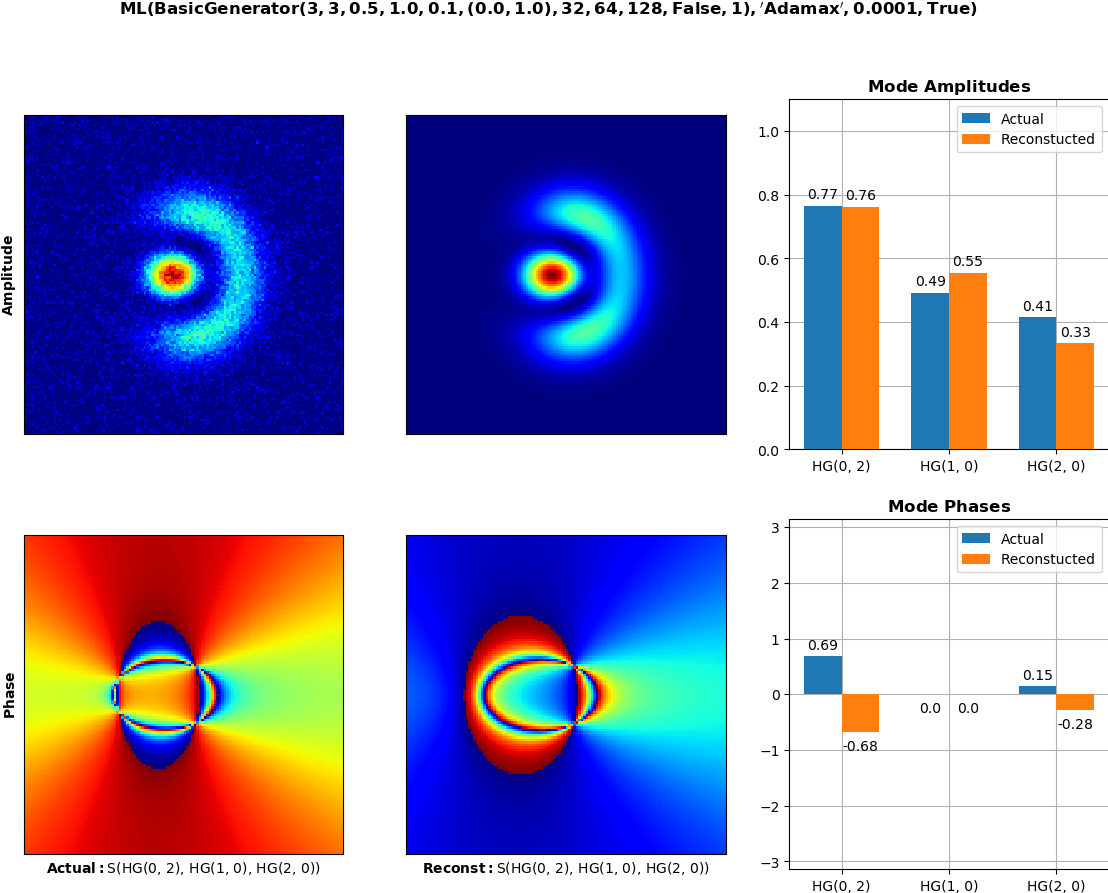 ML(BasicGenerator(3, 3, 0.5, 1.0, 0.1, (0.0, 1.0), 32, 64, 128, False, 1), ′Adamax′, 0.0001, True)
Amplitude
Mode Amplitudes
Actual
Reconstucted
1.0
0.8
0.6
0.4
0.2
0.0
0.77
0.76
0.49
0.55
0.41
0.33
HG(0, 2)
HG(1, 0)
HG(2, 0)
Phase
Actual: S(HG(0, 2), HG(1, 0), HG(2, 0))
Reconst: S(HG(0, 2), HG(1, 0), HG(2, 0))
Mode Phases
Actual
Reconstucted
3
2
1
0
−1
−2
−3
0.69
-0.68
0.0
0.0
0.15
-0.28
HG(0, 2)
HG(1, 0)
HG(2, 0)